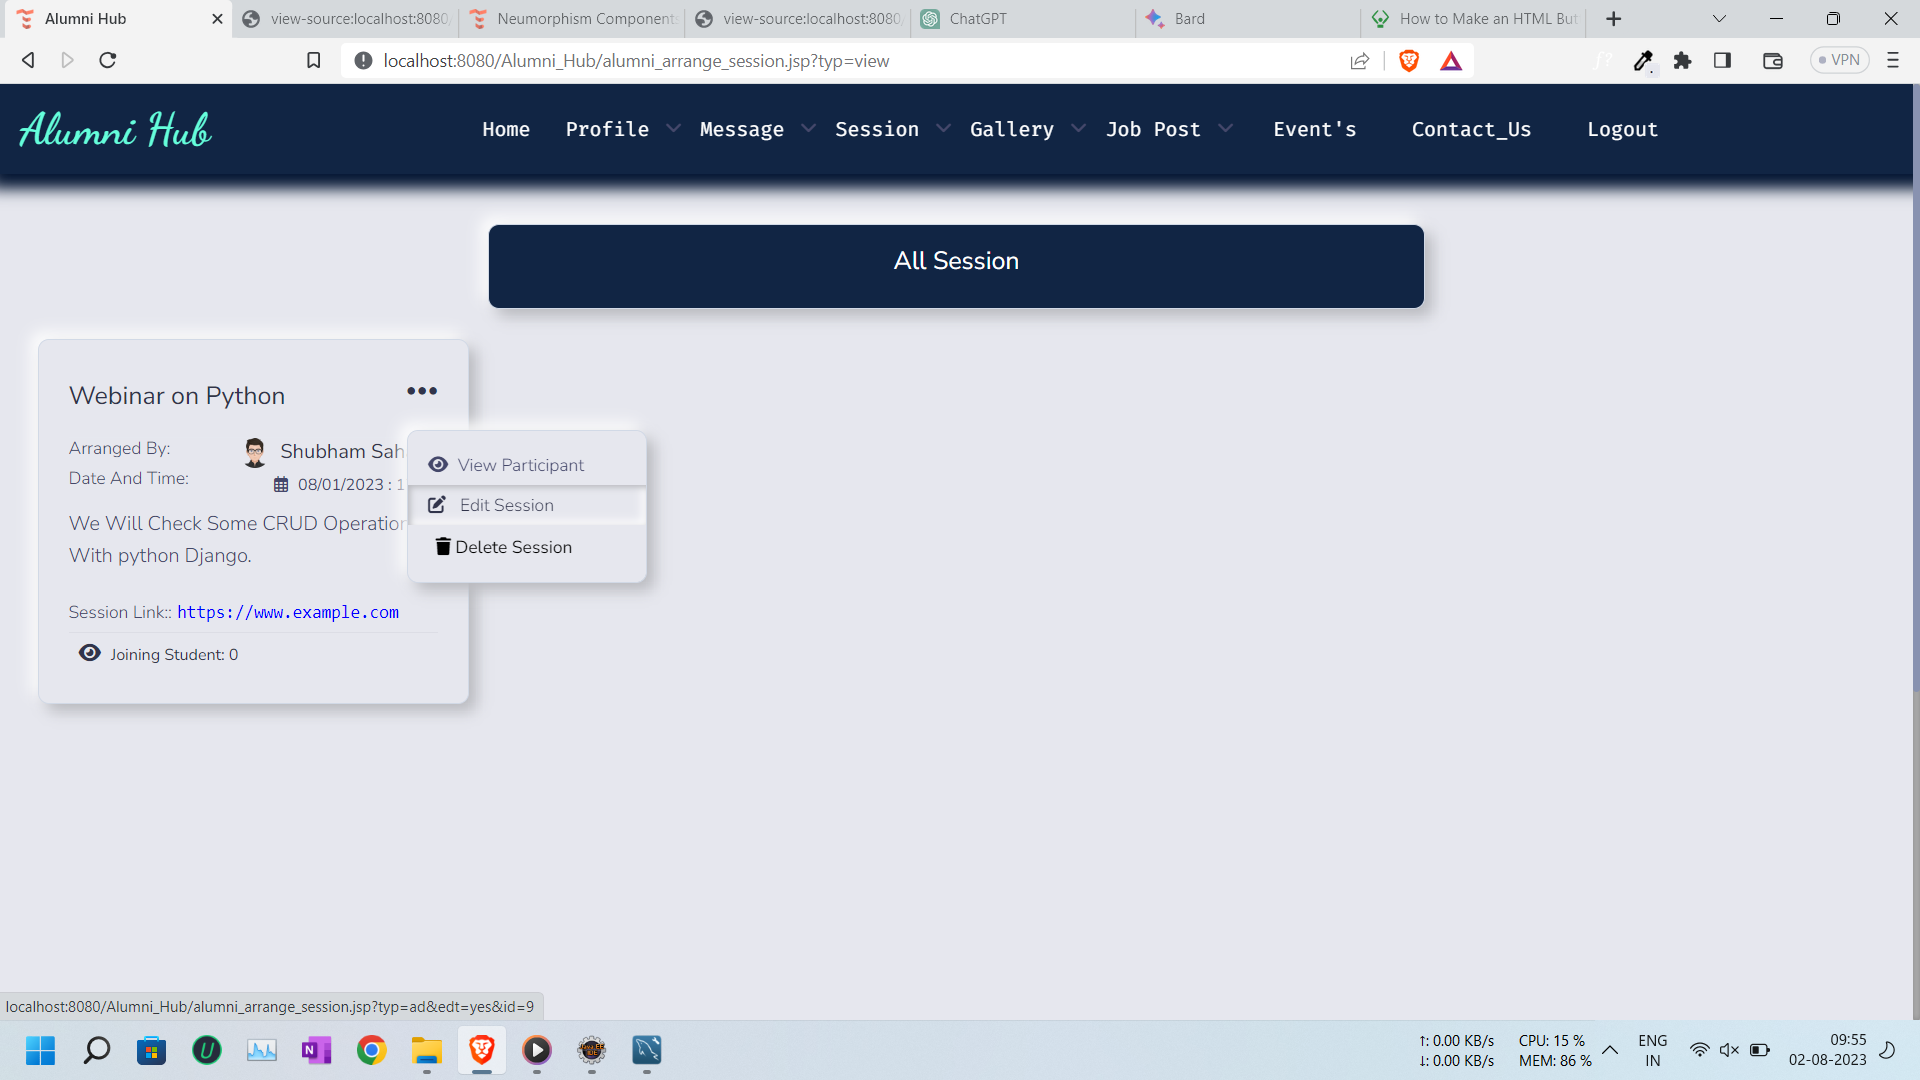 Alumni Hub
view-source:localhost:8080/
Neumorphism Component
view-source:localhost:8080/
ChatGPT
Bard
How to Make an HTML But
localhost:8080/Alumni_Hub/alumni_arrange_session.jsp?typ=view
VPN
Alumni Hub
Home
Profile
Message
Session
Gallery
Job Post
Event's
Contact_Us
Logout
All Session
Webinar on Python
Arranged By:
Shubham Sah
Date And Time:
08/01/2023 : 1
We Will Check Some CRUD Operation
With python Django.
View Participant
Edit Session
Delete Session
Session Link:: https://www.example.com
Joining Student: 0
localhost:8080/Alumni_Hub/alumni_arrange_session.jsp?typ=ad&edt=yes&id=9
↑: 0.00 KB/s
↓: 0.00 KB/s
CPU: 15 %
MEM: 86 %
ENG
IN
09:55
02-08-2023